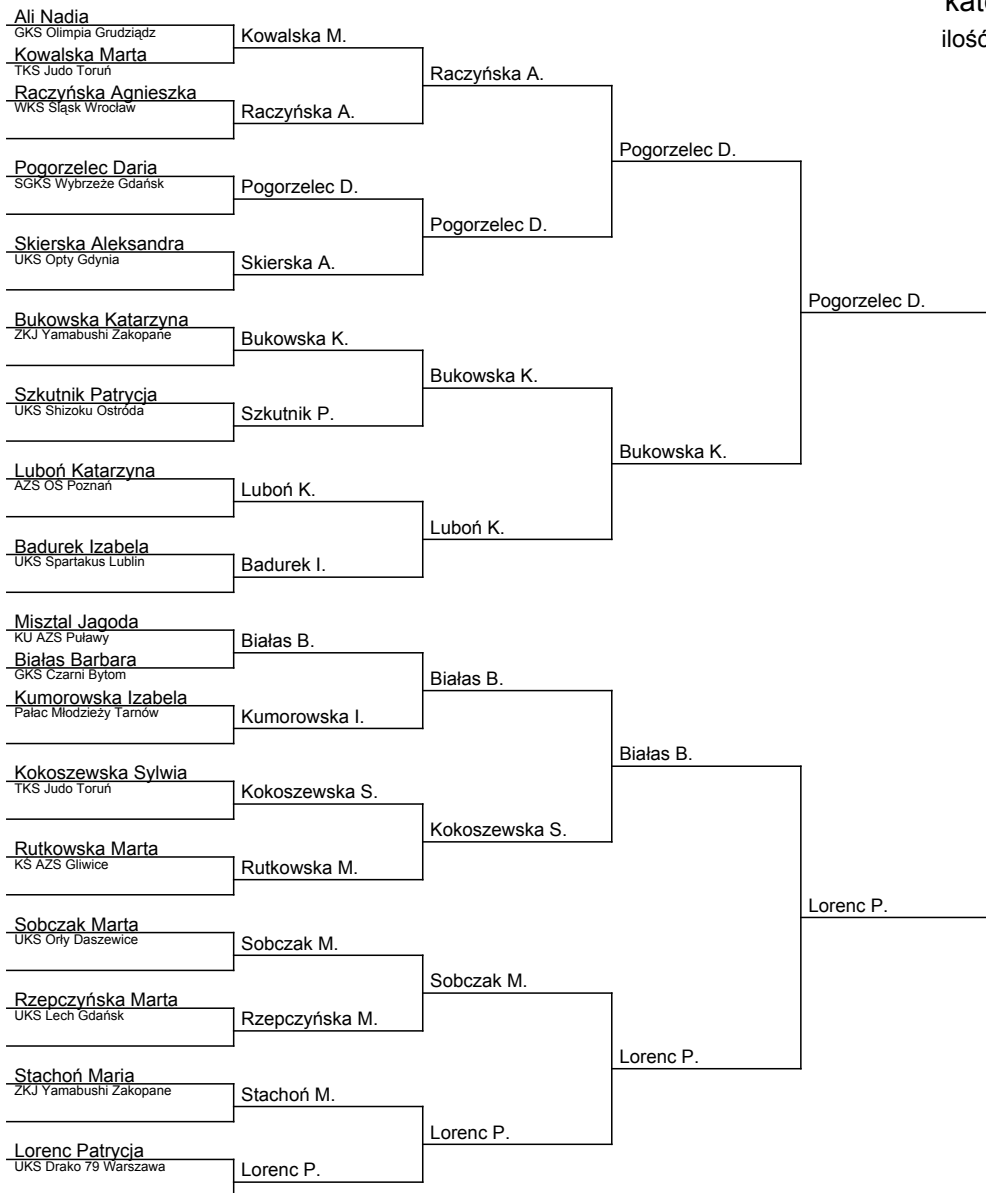 kate
ilość
Ali Nadia
GKS Olimpia Grudziądz
Kowalska Marta
TKS Judo Toruń
Raczyńska Agnieszka
WKS Śląsk Wrocław
Pogorzelec Daria
SGKS Wybrzeże Gdańsk
Skierska Aleksandra
UKS Opty Gdynia
Bukowska Katarzyna
ZKJ Yamabushi Zakopane
Szkutnik Patrycja
UKS Shizoku Ostróda
Luboń Katarzyna
AZS OŚ Poznań
Badurek Izabela
UKS Spartakus Lublin
Misztal Jagoda
KU AZS Puławy
Białas Barbara
GKS Czarni Bytom
Kumorowska Izabela
Pałac Młodzieży Tarnów
Kokoszewska Sylwia
TKS Judo Toruń
Rutkowska Marta
KŚ AZS Gliwice
Sobczak Marta
UKS Orły Daszewice
Rzepczyńska Marta
UKS Lech Gdańsk
Stachoń Maria
ZKJ Yamabushi Zakopane
Lorenc Patrycja
UKS Drako 79 Warszawa
Kowalska M.
Raczyńska A.
Pogorzelec D.
Skierska A.
Bukowska K.
Szkutnik P.
Luboń K.
Badurek I.
Białas B.
Kumorowska I.
Kokoszewska S.
Rutkowska M.
Sobczak M.
Rzepczyńska M.
Stachoń M.
Lorenc P.
Raczyńska A.
Pogorzelec D.
Bukowska K.
Luboń K.
Białas B.
Kokoszewska S.
Sobczak M.
Lorenc P.
Pogorzelec D.
Bukowska K.
Białas B.
Lorenc P.
Pogorzelec D.
Lorenc P.